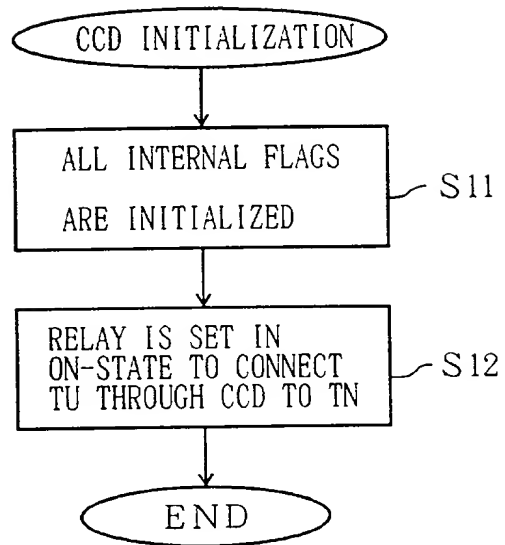 CCD INITIALIZATION
ALL INTERNAL FLAGS
ARE INITIALIZED
S11
RELAY IS SET IN
ON-STATE TO CONNECT
TU THROUGH CCD TO TN
S12
END